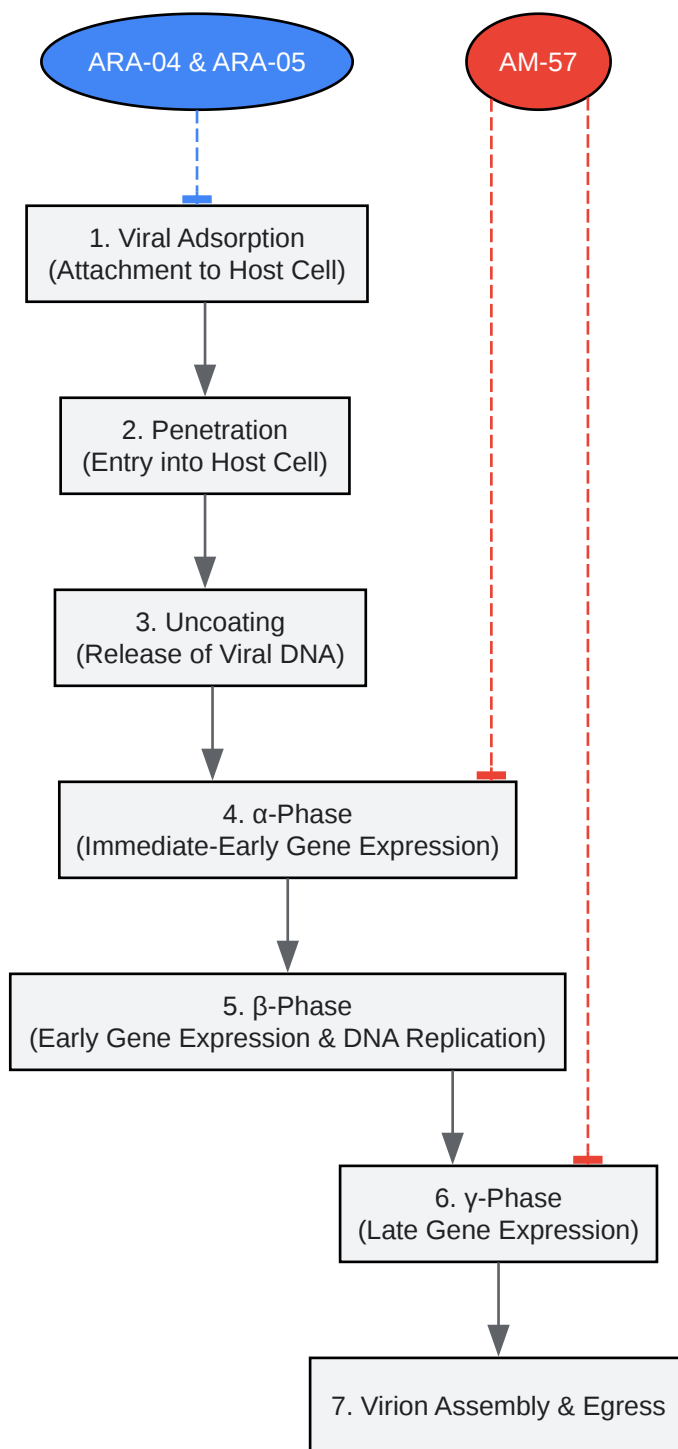 ARA-04 & ARA-05
AM-57
1. Viral Adsorption
(Attachment to Host Cell)
2. Penetration
(Entry into Host Cell)
3. Uncoating
(Release of Viral DNA)
4. α-Phase
(Immediate-Early Gene Expression)
5. β-Phase
(Early Gene Expression & DNA Replication)
6. γ-Phase
(Late Gene Expression)
7. Virion Assembly & Egress